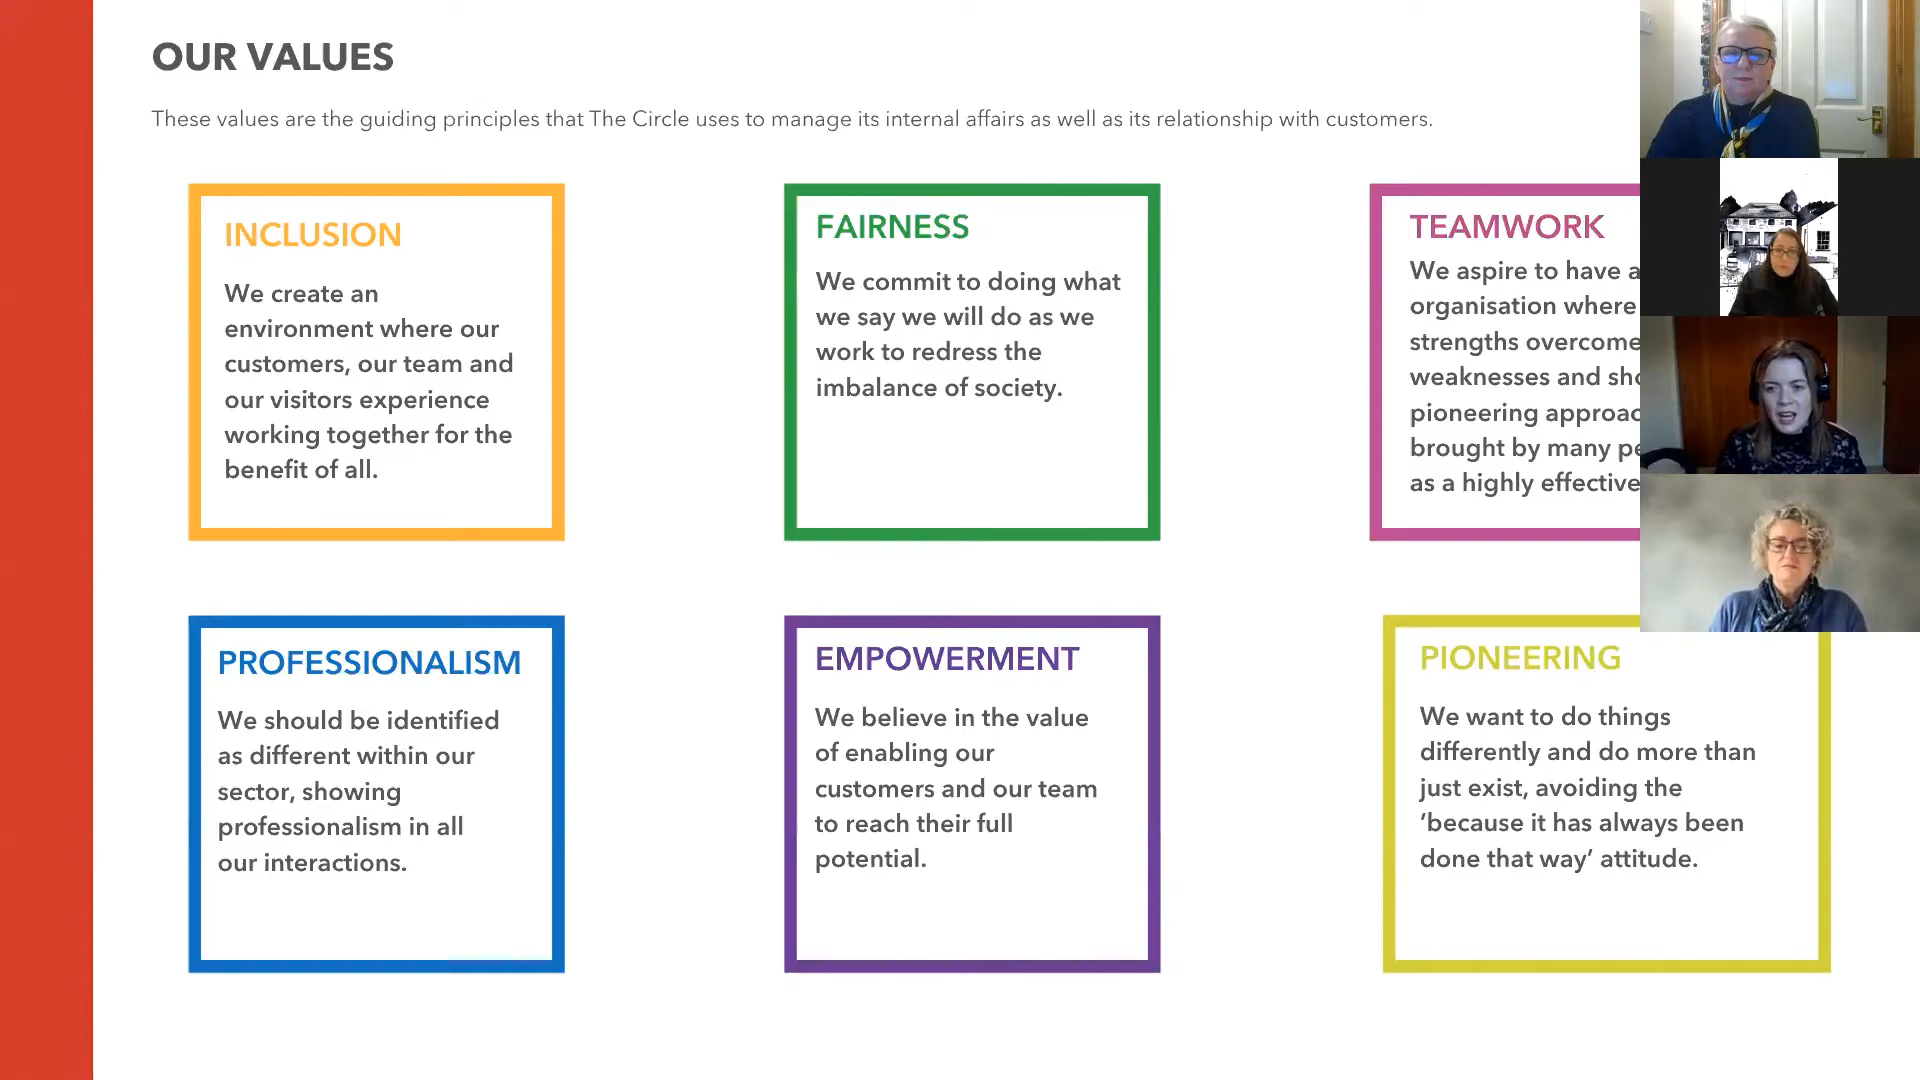 OUR VALUES
These values are the guiding principles that The Circle uses to manage its internal affairs as well as its relationship with customers.
INCLUSION
We create an
environment where our
customers, our team and
our visitors experience
working together for the
benefit of all.
FAIRNESS
We commit to doing what
we say we will do as we
work to redress the
imbalance of society.
TEAMWORK
We aspire to have a
organisation where
strengths overcome
weaknesses and
pioneering
brought by many
as a highly effective
PROFESSIONALISM
We should be identified
as different within our
sector, showing
professionalism in all
our interactions.
EMPOWERMENT
We believe in the value
of enabling our
customers and our team
to reach their full
potential.
PIONEERING
We want to do things
differently and do more than
just exist, avoiding the
‘because it has always been
done that way’ attitude.